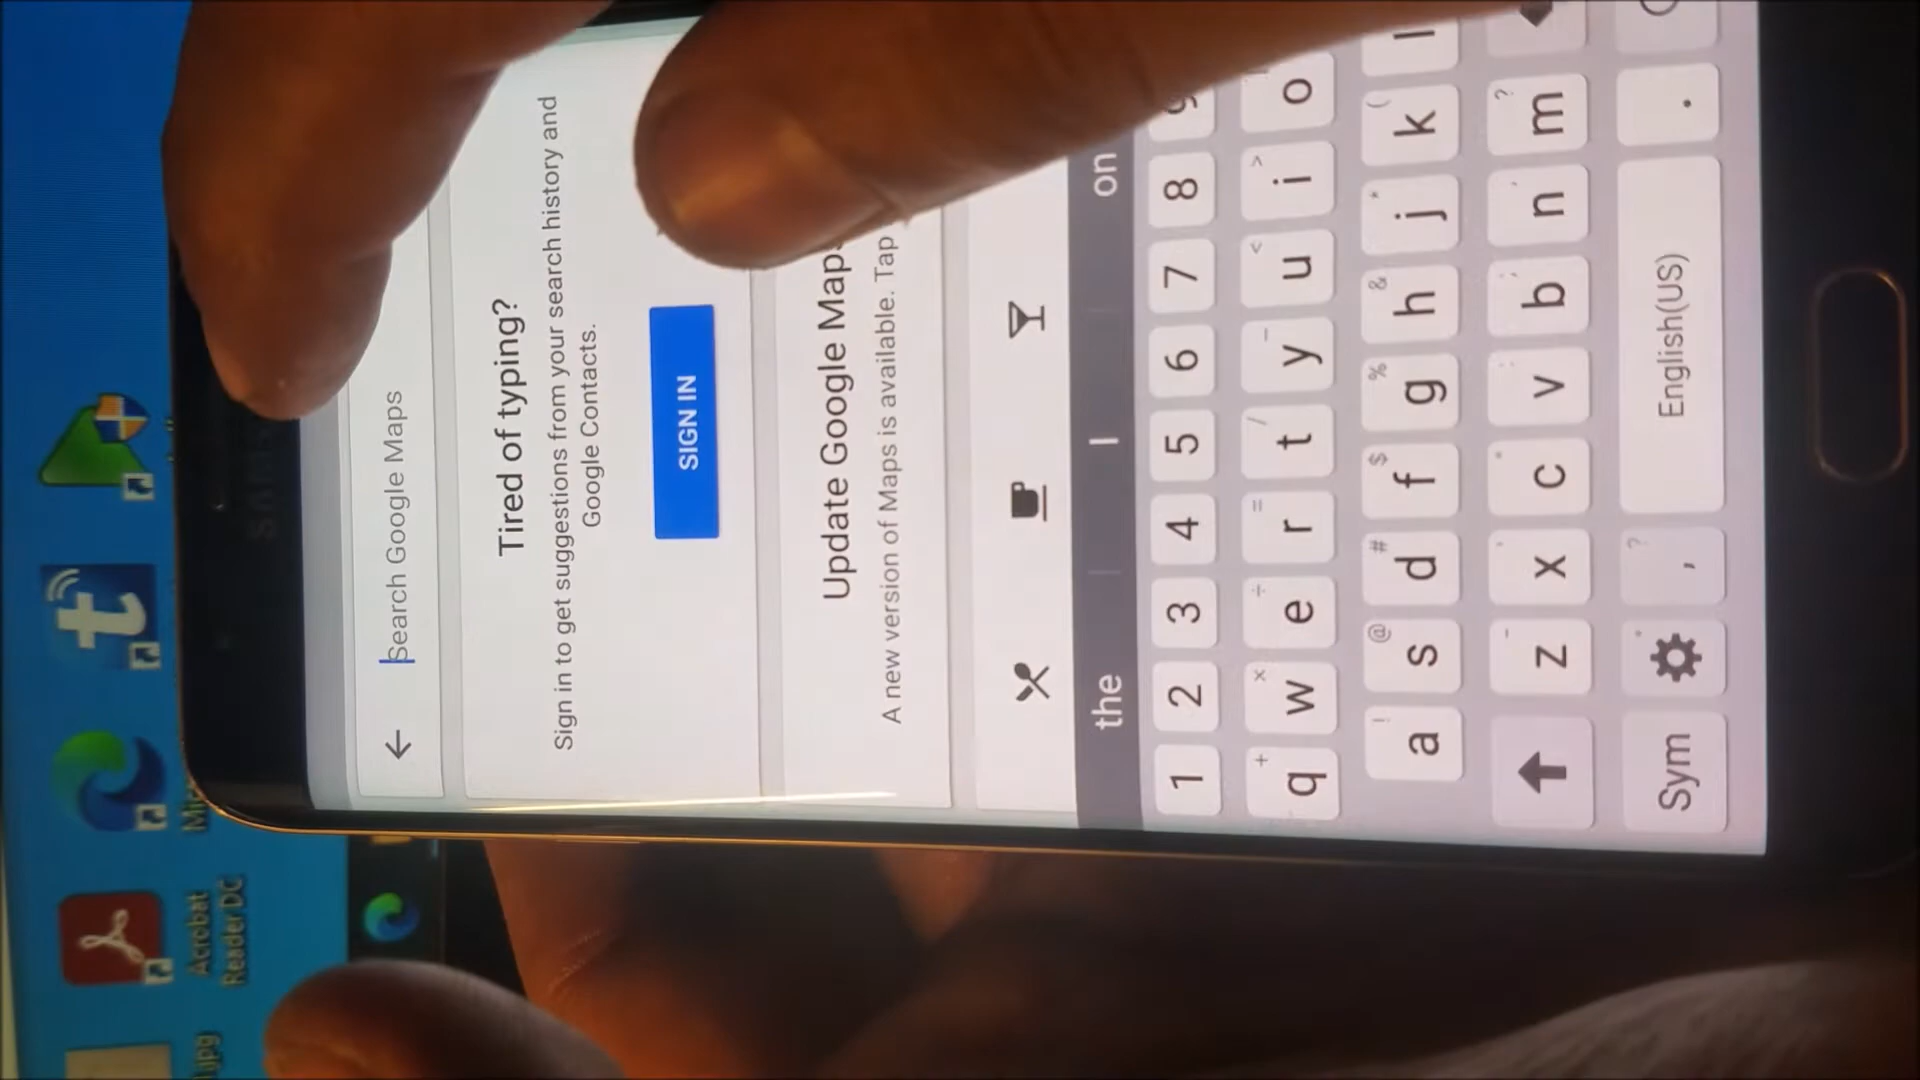 Search Google Maps
Tired of typing?
Sign in to get suggestions from your search history and
Google Contacts.
SIGN IN
Update Google Maps
A new version of Maps is available. Tap
the I on
1 2 3 4 5 6 7 8 9
q w e r t y u i o
a s d f g h j k l
z x c v b n m
Sym , English(US) .
Acrobat
Reader DC